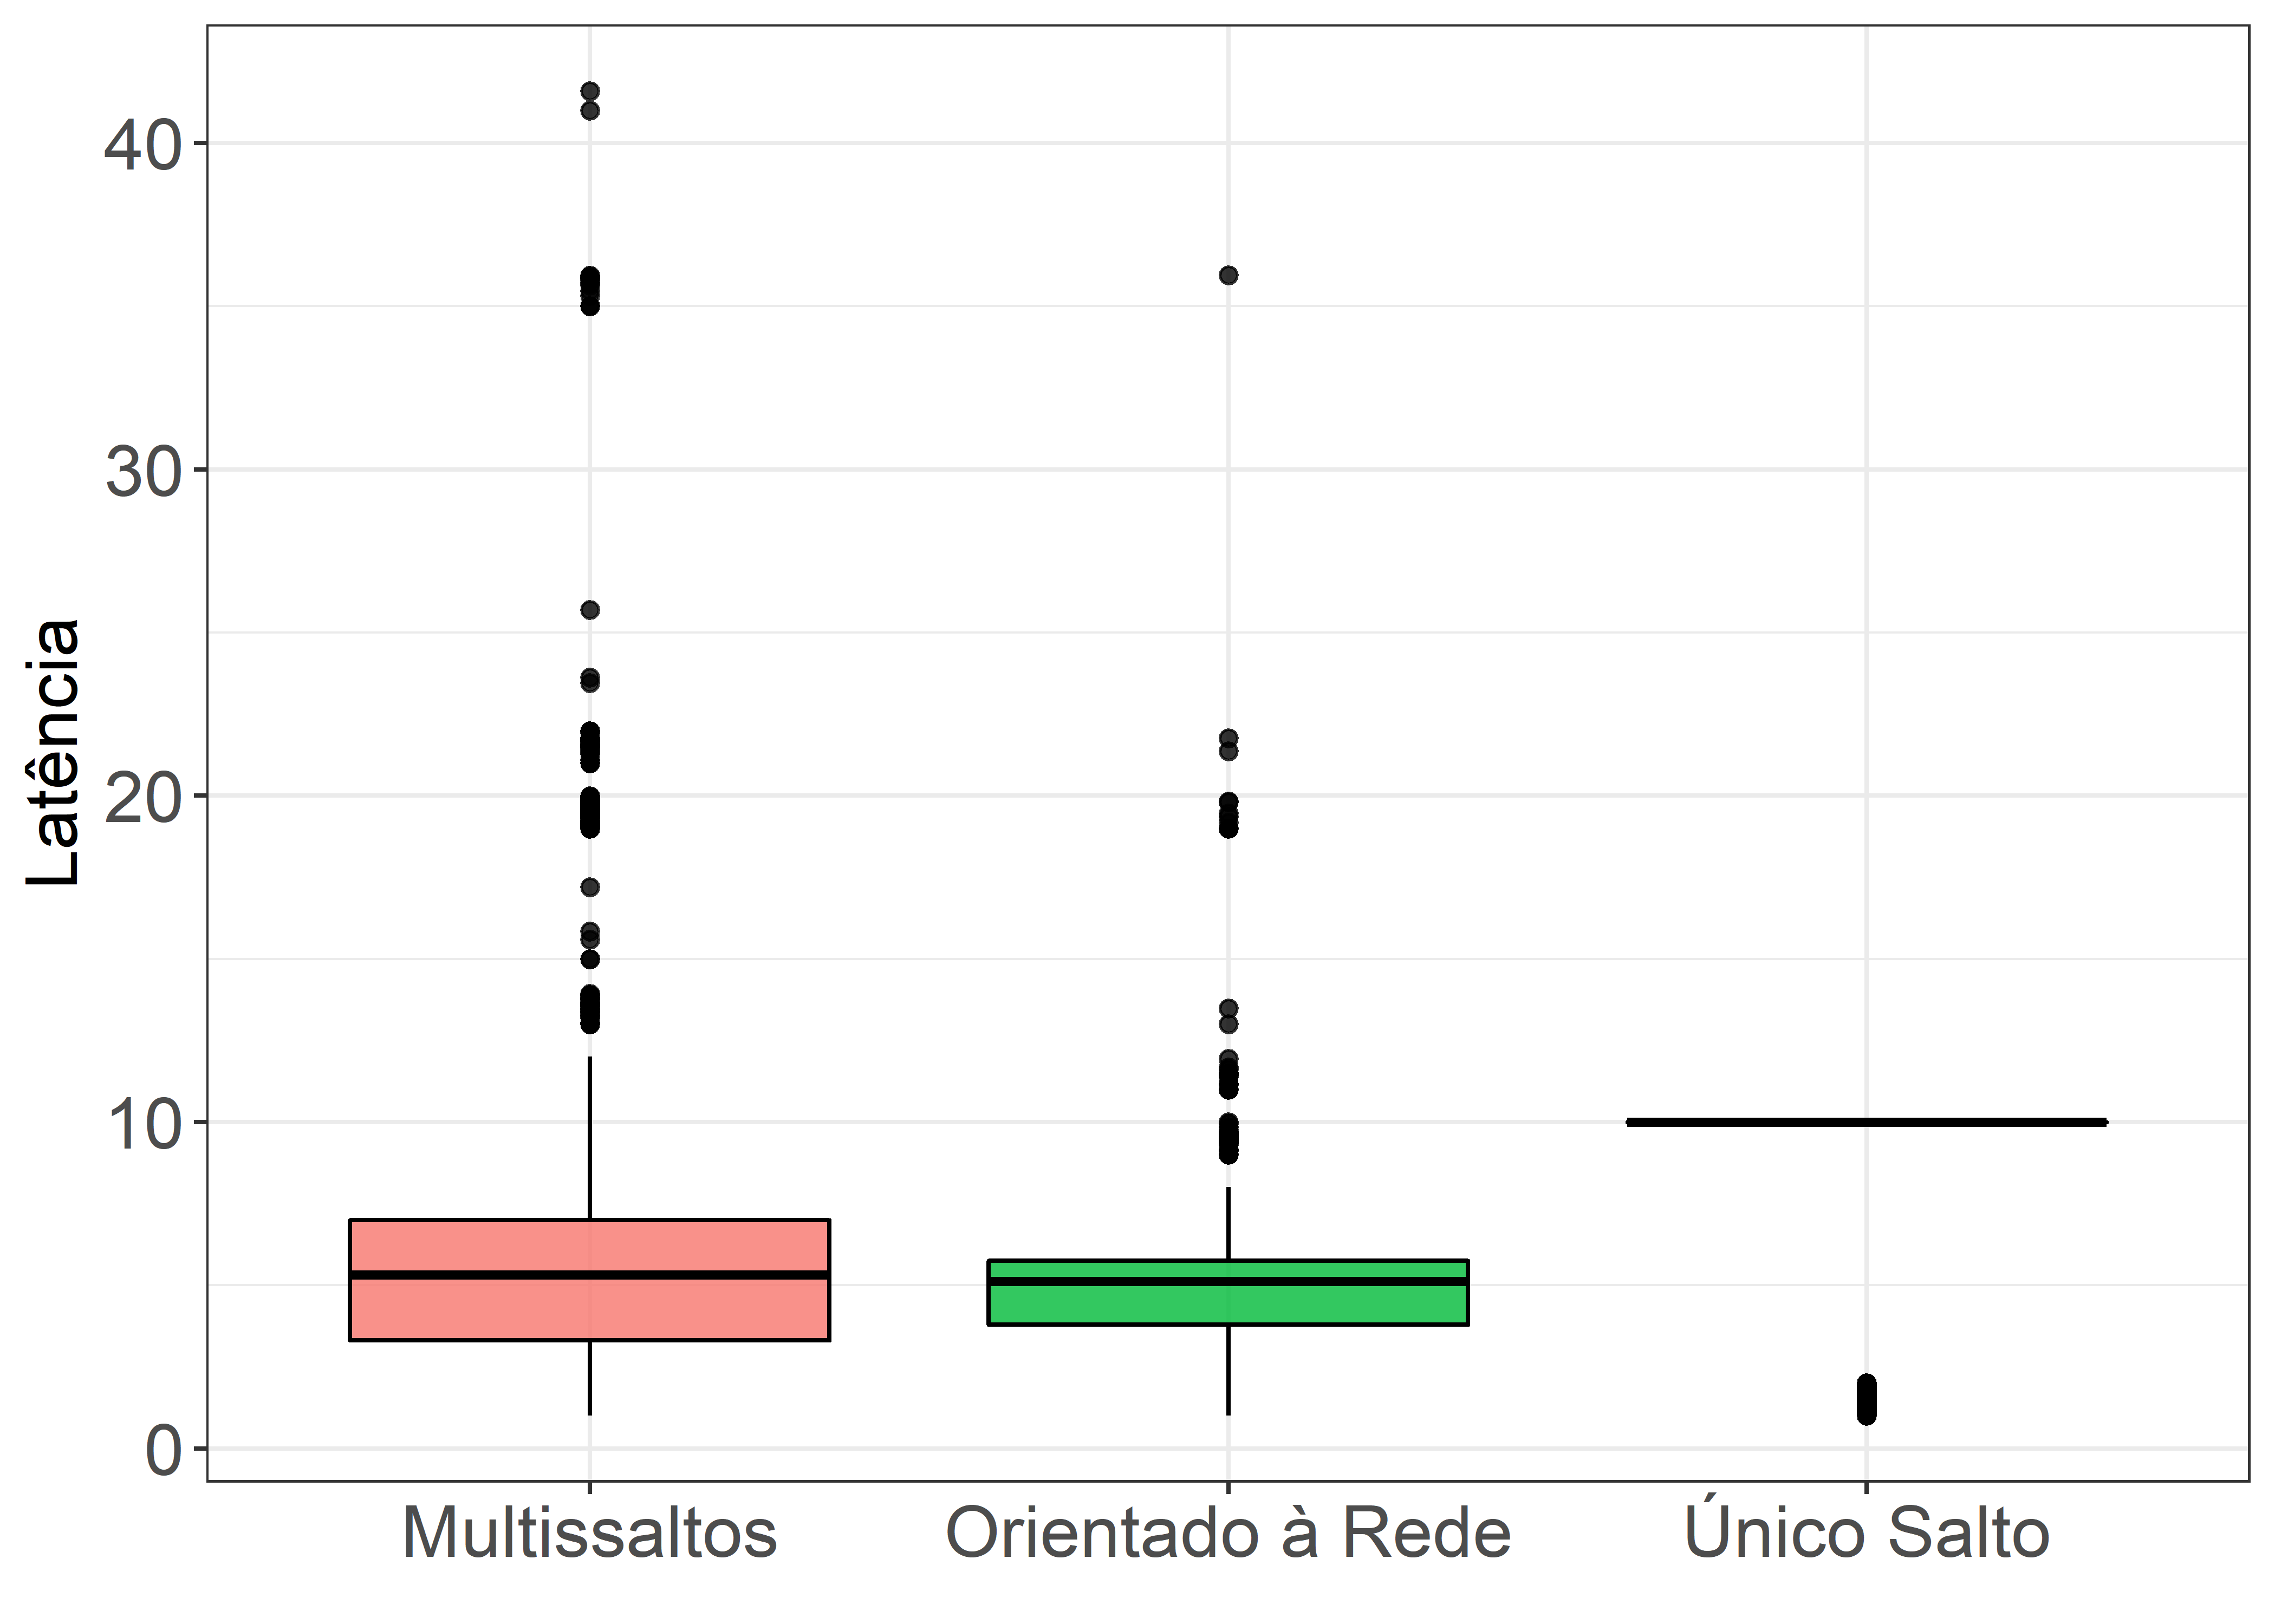 Latência
40
30
20
10
0
Multissaltos
Orientado à Rede
Único Salto